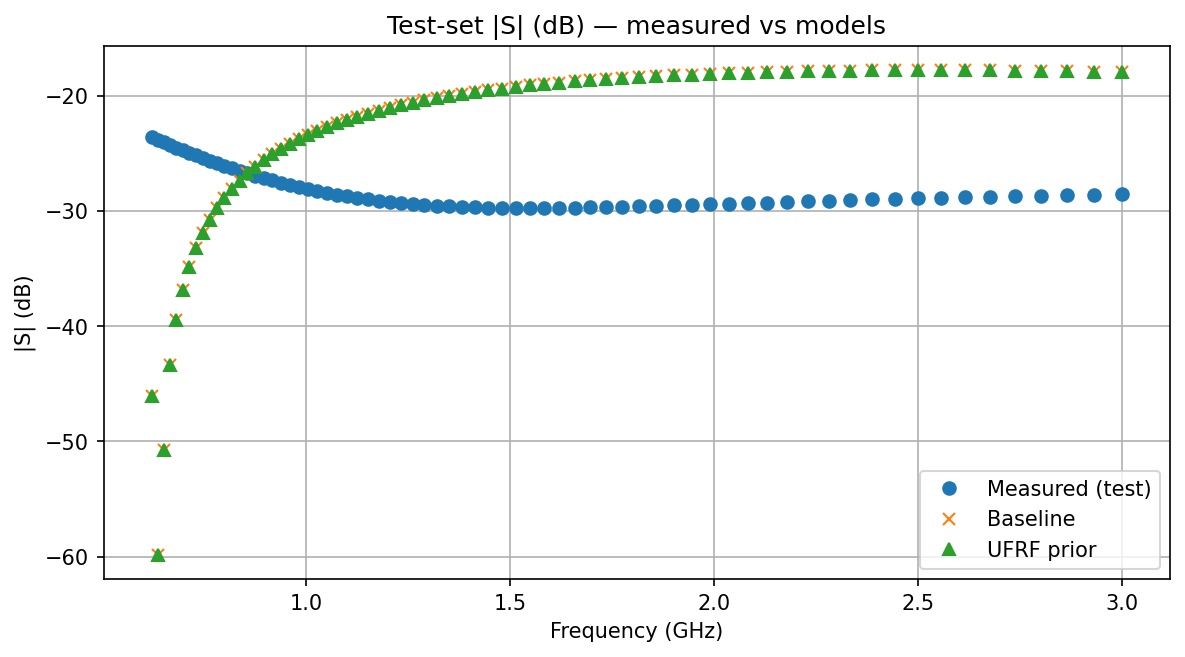 Test-set |S| (dB) — measured vs models
|S| (dB)
−20
−30
−40
−50
−60
1.0
1.5
2.0
2.5
3.0
Frequency (GHz)
Measured (test)
Baseline
UFRF prior